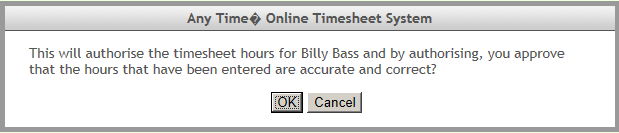 Any Time� Online Timesheet System
This will authorise the timesheet hours for Billy Bass and by authorising, you approve
that the hours that have been entered are accurate and correct?
OK Cancel